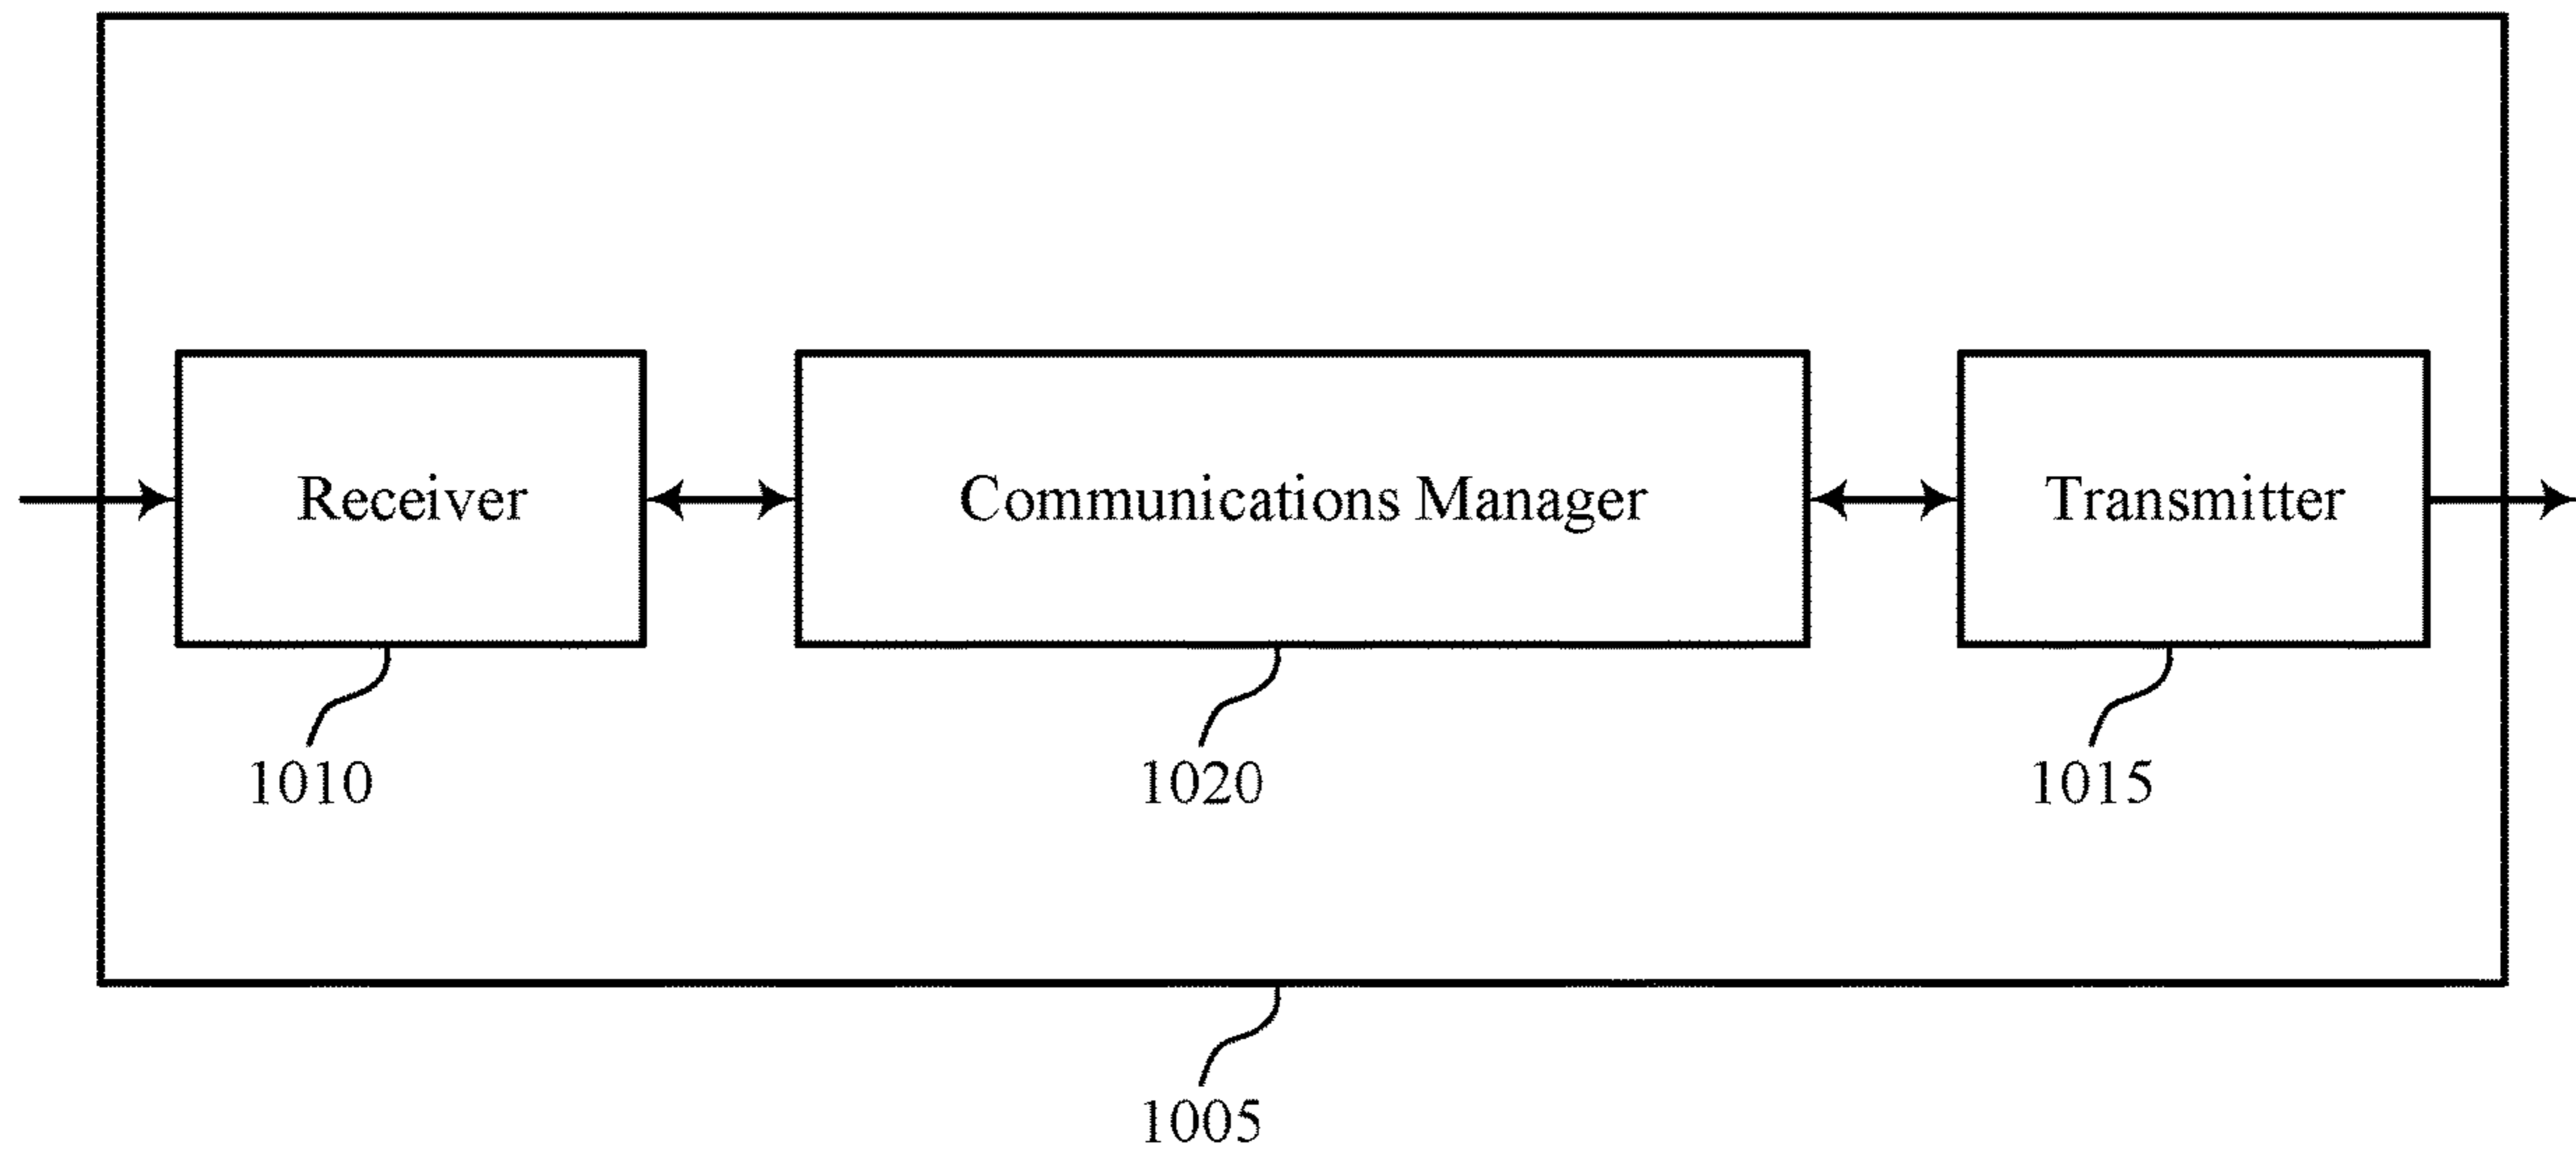 Receiver
Communications Manager
Transmitter
1010
1020
1015
1005